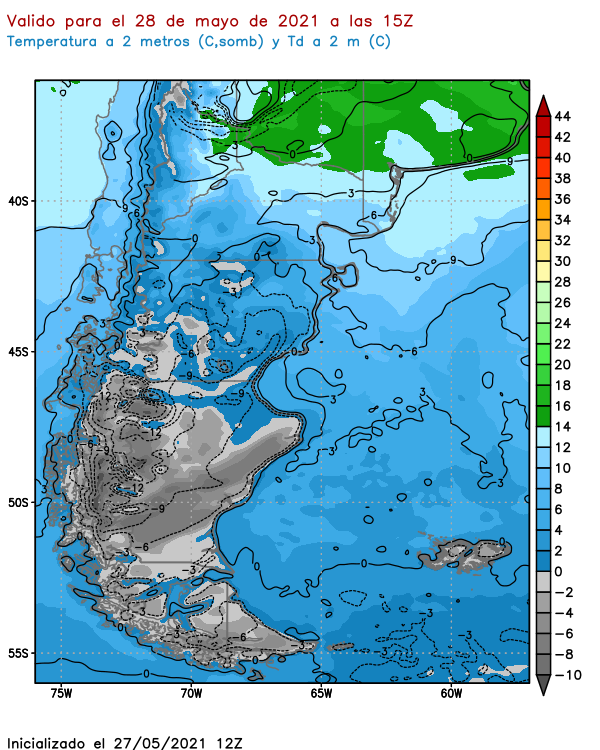 Valido para el 28 de mayo de 2021 a las 15Z
Temperatura a 2 metros (C,somb) y Td a 2 m (C)
44
42
40
38
36
34
32
30
28
26
24
22
20
18
16
14
12
10
8
6
4
2
0
−2
−4
−6
−8
−10
40S
45S
50S
55S
75W
70W
65W
60W
Inicializado el 27/05/2021 12Z